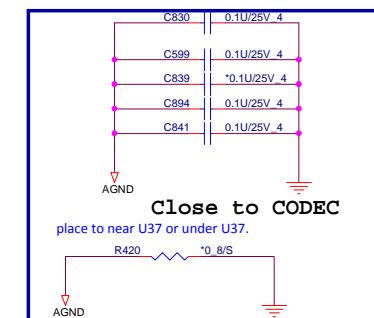 C830 0.1U/25V_4
C599 0.1U/25V_4
C839 *0.1U/25V_4
C894 0.1U/25V_4
C841 0.1U/25V_4
AGND
Close to CODEC
place to near U37 or under U37.
R420 *0_8/S
AGND